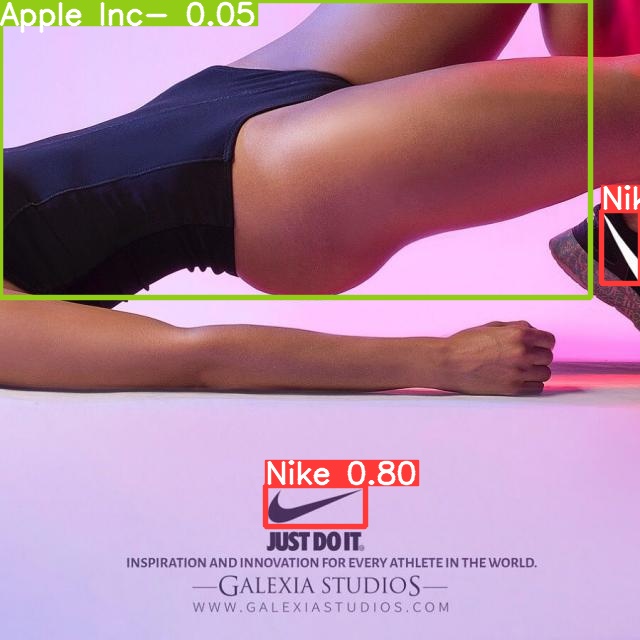 Apple Inc- 0.05
Nik
Nike 0.80
JUST DO IT.
INSPIRATION AND INNOVATION FOR EVERY ATHLETE IN THE WORLD.
GALEXIA STUDIOS
WWW.GALEXIASTUDIOS.COM